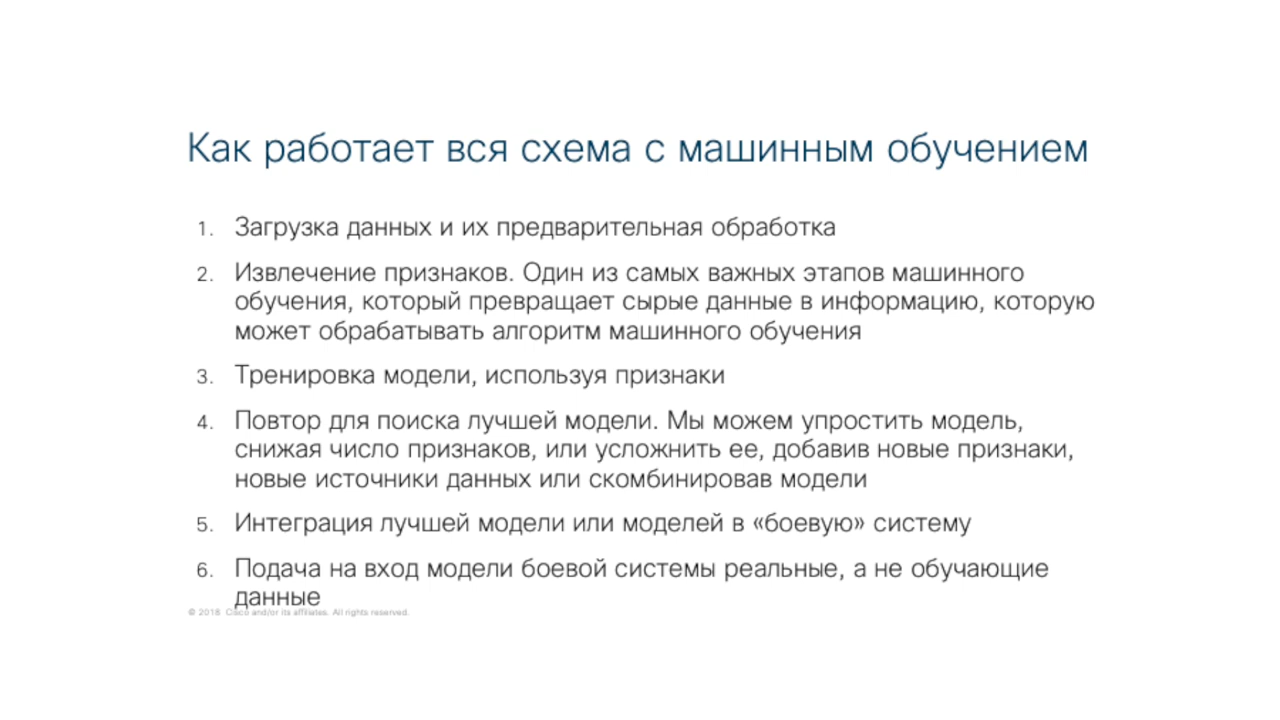 Как работает вся схема с машинным обучением
1. Загрузка данных и их предварительная обработка
2. Извлечение признаков. Один из самых важных этапов машинного
обучения, который превращает сырые данные в информацию, которую
может обрабатывать алгоритм машинного обучения
3. Тренировка модели, используя признаки
4. Повтор для поиска лучшей модели. Мы можем упростить модель,
снижая число признаков, или усложнить ее, добавив новые признаки,
новые источники данных или скомбинировав модели
5. Интеграция лучшей модели или моделей в «боевую» систему
6. Подача на вход модели боевой системы реальные, а не обучающие
данные
© 2018 Cisco and/or its affiliates. All rights reserved.